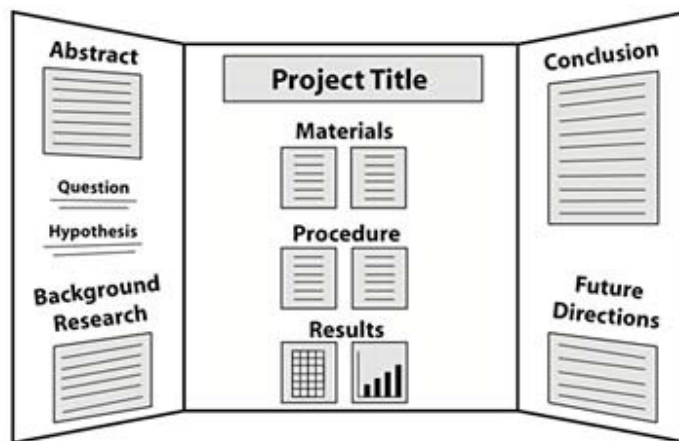 Abstract
Question
Hypothesis
Background
Research
Project Title
Materials
Procedure
Results
Conclusion
Future
Directions